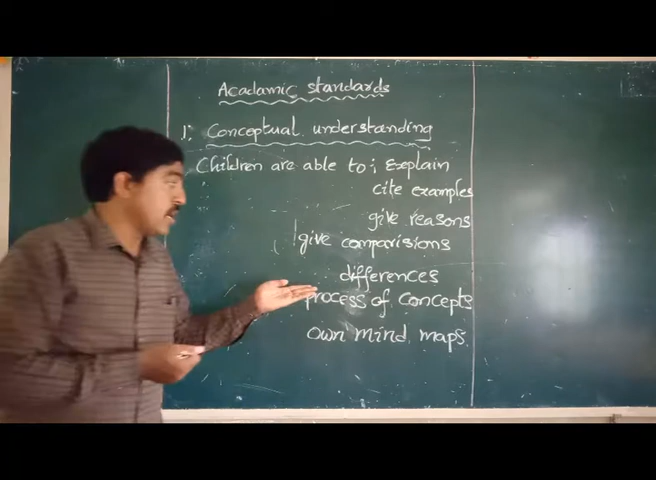 Acadamic standards
1: Conceptual understanding
Children are able to: Explain
cite examples
give reasons
give comparisions
differences
process of concepts
own mind maps.